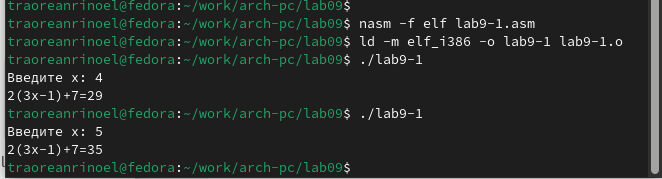 traoreanrinoel@fedora:~/work/arch-pc/lab09$
traoreanrinoel@fedora:~/work/arch-pc/lab09$ nasm -f elf lab9-1.asm
traoreanrinoel@fedora:~/work/arch-pc/lab09$ ld -m elf_i386 -o lab9-1 lab9-1.o
traoreanrinoel@fedora:~/work/arch-pc/lab09$ ./lab9-1
Введите x: 4
2(3x-1)+7=29
traoreanrinoel@fedora:~/work/arch-pc/lab09$ ./lab9-1
Введите x: 5
2(3x-1)+7=35
traoreanrinoel@fedora:~/work/arch-pc/lab09$